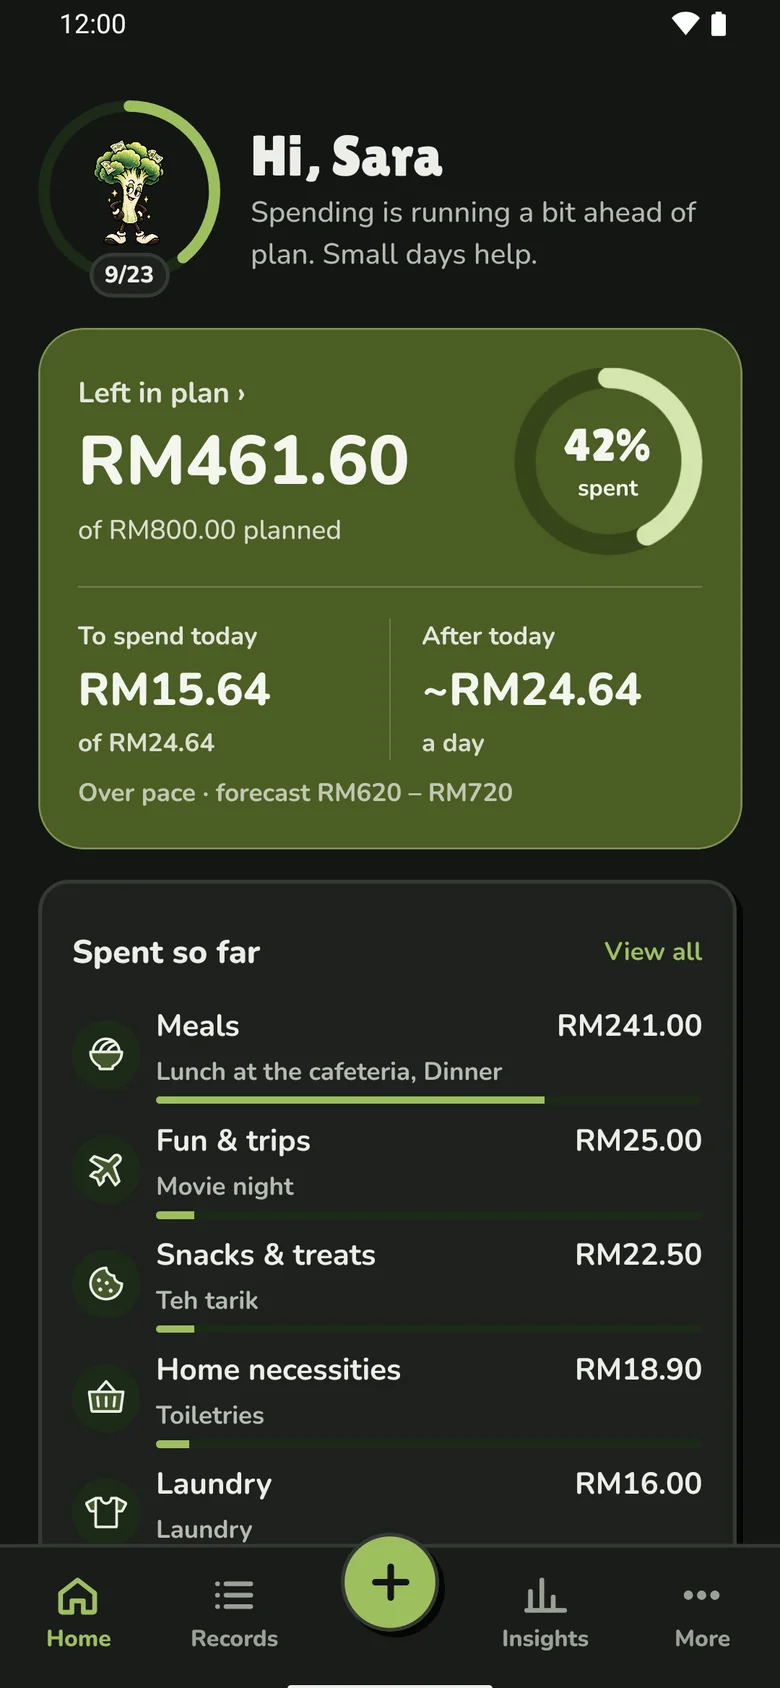 12:00
9/23
Hi, Sara
Spending is running a bit ahead of
plan. Small days help.
Left in plan ›
RM461.60
of RM800.00 planned
42%
spent
To spend today
RM15.64
of RM24.64
After today
~RM24.64
a day
Over pace · forecast RM620 – RM720
Spent so far
View all
Meals
RM241.00
Lunch at the cafeteria, Dinner
Fun & trips
RM25.00
Movie night
Snacks & treats
RM22.50
Teh tarik
Home necessities
RM18.90
Toiletries
Laundry
RM16.00
Laundry
Home
Records
Insights
More